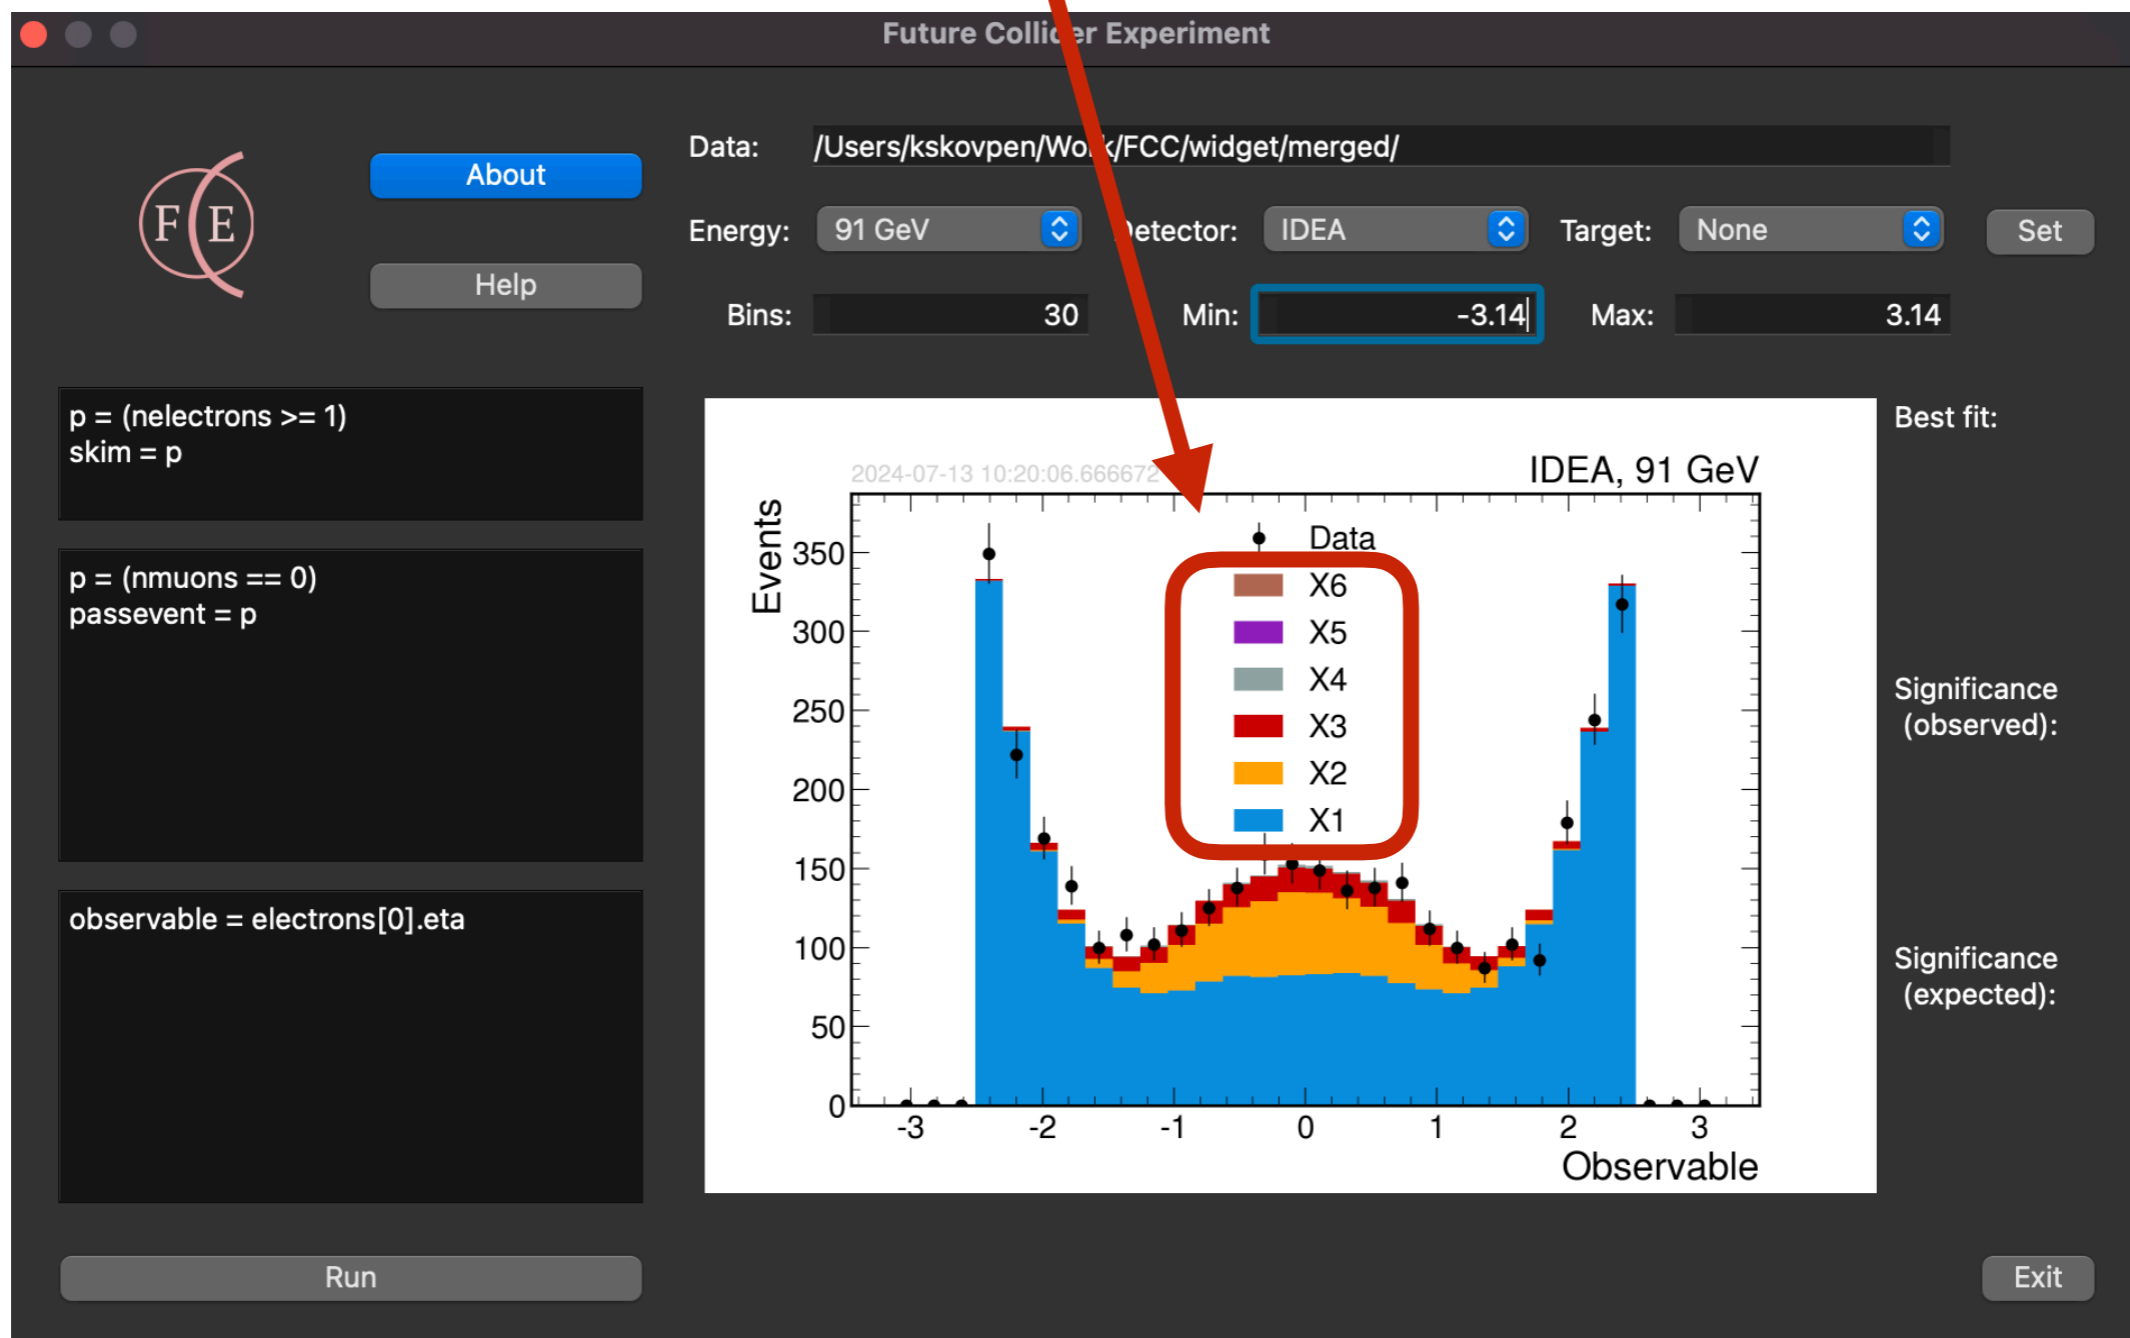 Future Collider Experiment
F E
About
Help
Data: /Users/kskovpen/Work/FCC/widget/merged/
Energy: 91 GeV Detector: IDEA Target: None Set
Bins: 30 Min: -3.14 Max: 3.14
p = (nelectrons >= 1)
skim = p
p = (nmuons == 0)
passevent = p
observable = electrons[0].eta
Run
2024-07-13 10:20:06.666672
IDEA, 91 GeV
Events
350
300
250
200
150
100
50
0
Data
X6
X5
X4
X3
X2
X1
-3 -2 -1 0 1 2 3
Observable
Best fit:
Significance
(observed):
Significance
(expected):
Exit